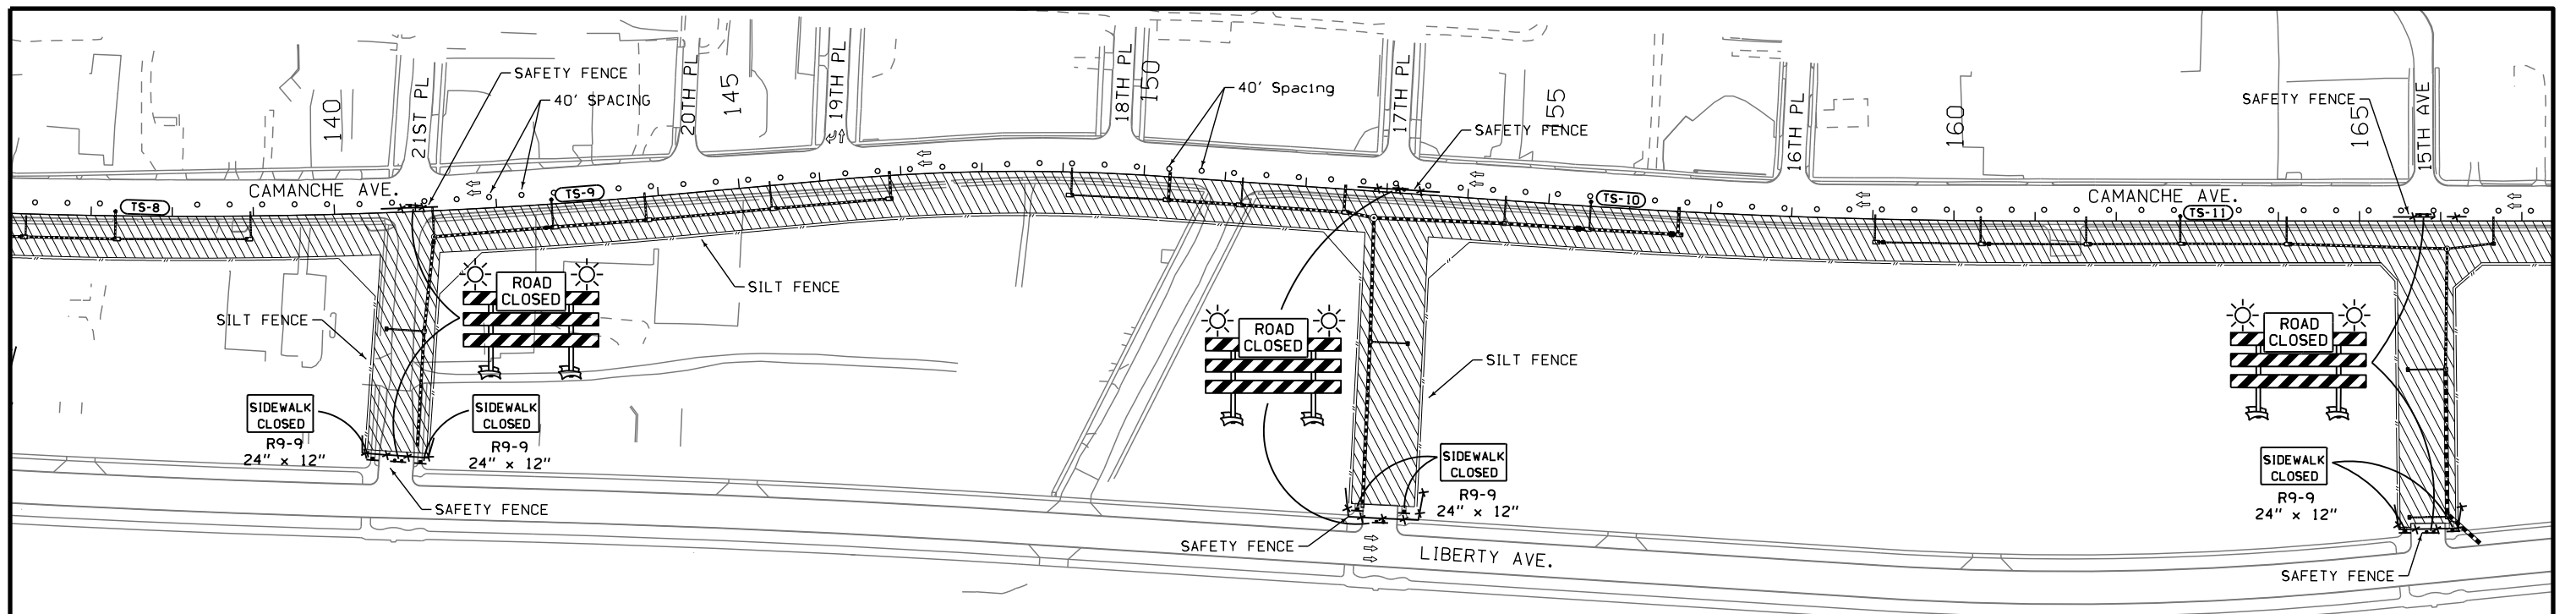 SAFETY FENCE
40' SPACING
140
21ST PL
20TH PL
145
19TH PL
18TH PL
150
40' Spacing
17TH PL
SAFETY FENCE
155
16TH PL
160
SAFETY FENCE
165
15TH AVE
CAMANCHE AVE.
TS-8
TS-9
TS-10
CAMANCHE AVE.
TS-11
SILT FENCE
ROAD
CLOSED
SILT FENCE
ROAD
CLOSED
SILT FENCE
ROAD
CLOSED
SIDEWALK
CLOSED
R9-9
24" x 12"
SIDEWALK
CLOSED
R9-9
24" x 12"
SAFETY FENCE
SIDEWALK
CLOSED
R9-9
24" x 12"
SAFETY FENCE
LIBERTY AVE.
SIDEWALK
CLOSED
R9-9
24" x 12"
SAFETY FENCE